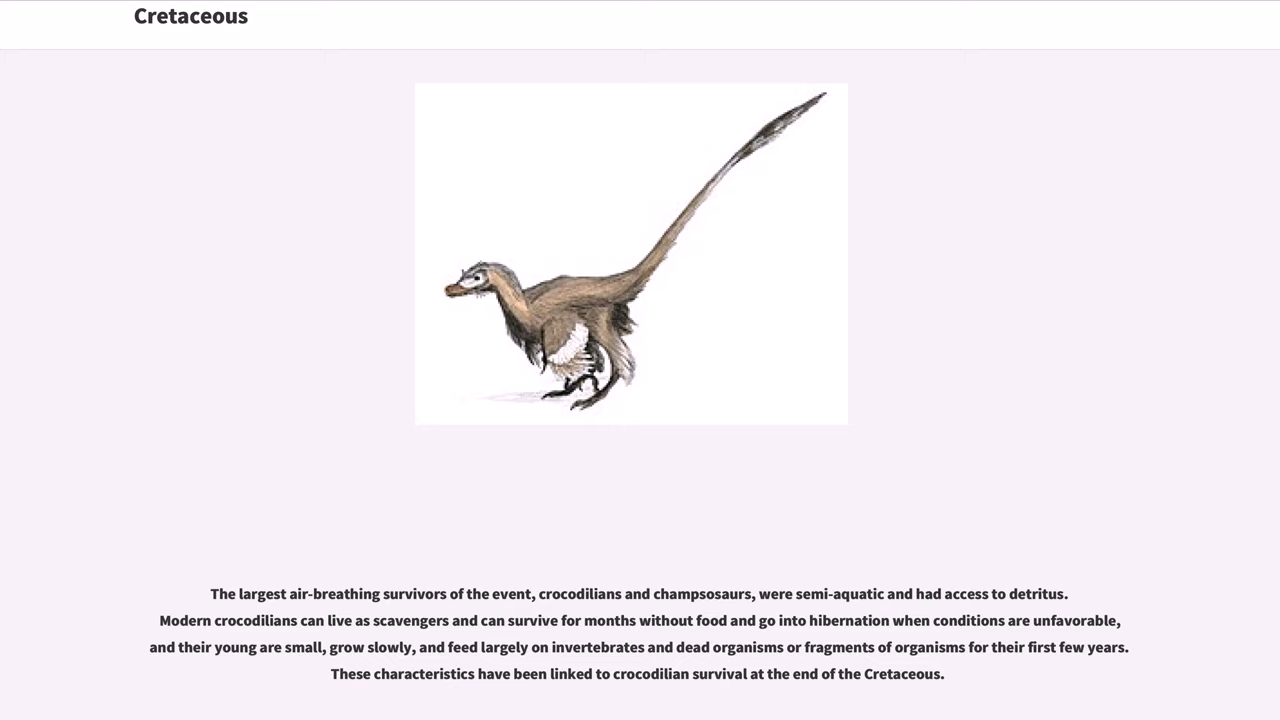 Cretaceous
The largest air-breathing survivors of the event, crocodilians and champsosaurs, were semi-aquatic and had access to detritus.
Modern crocodilians can live as scavengers and can survive for months without food and go into hibernation when conditions are unfavorable,
and their young are small, grow slowly, and feed largely on invertebrates and dead organisms or fragments of organisms for their first few years.
These characteristics have been linked to crocodilian survival at the end of the Cretaceous.